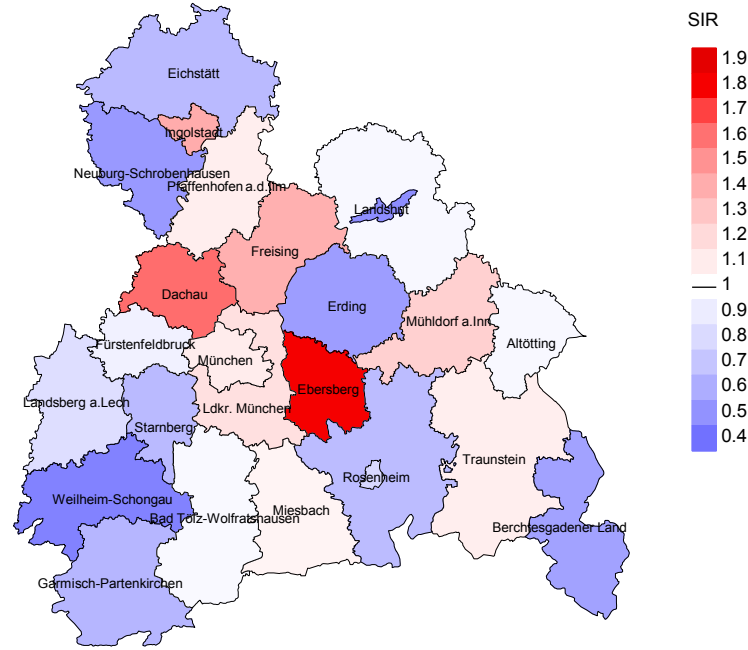 SIR
1.9
1.8
1.7
1.6
1.5
1.4
1.3
1.2
1.1
1
0.9
0.8
0.7
0.6
0.5
0.4
Eichstätt
Ingolstadt
Neuburg-Schrobenhausen
Pfaffenhofen a.d.Ilm
Landshut
Freising
Dachau
Erding
Mühldorf a.Inn
Altötting
Fürstenfeldbruck
München
Ebersberg
Landsberg a.Lech
Ldkr. München
Starnberg
Traunstein
Rosenheim
Weilheim-Schongau
Miesbach
Bad Tölz-Wolfratshausen
Berchtesgadener Land
Garmisch-Partenkirchen